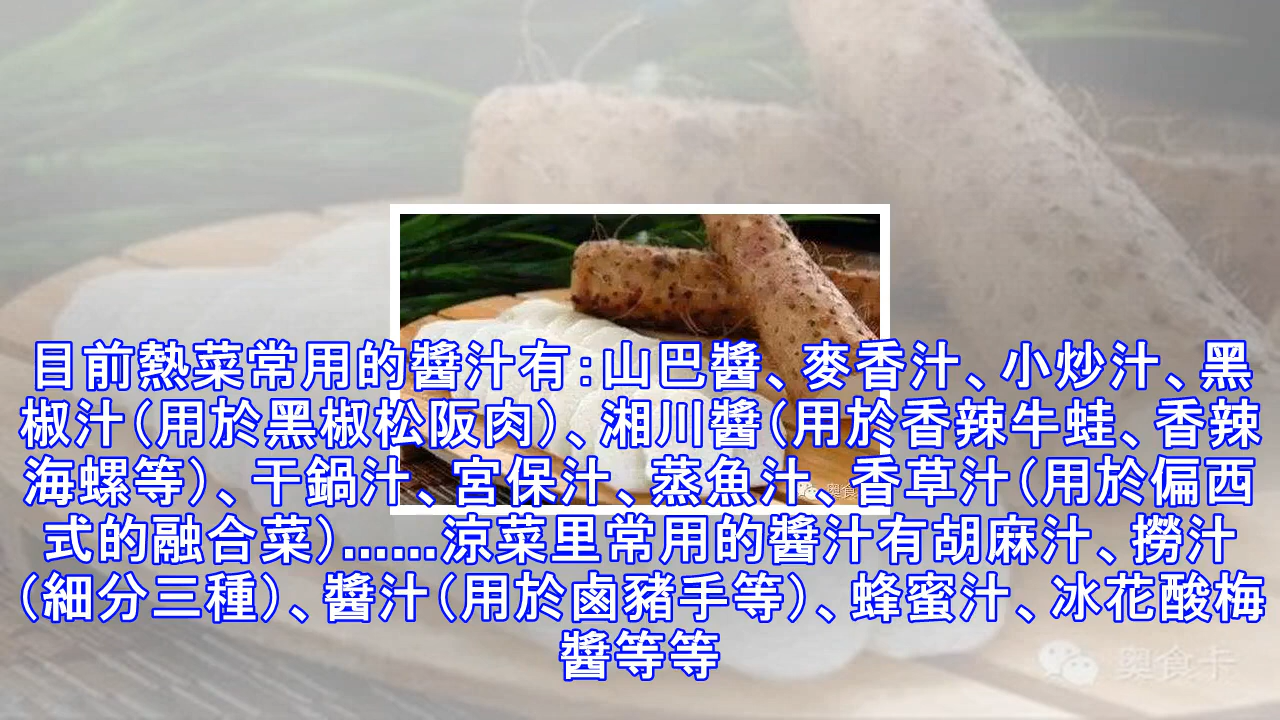 目前熱菜常用的醬汁有:山巴醬、麥香汁、小炒汁、黑
椒汁(用於黑椒松阪肉)、湘川醬(用於香辣牛蛙、香辣
海螺等)、干鍋汁、宮保汁、蒸魚汁、香草汁(用於偏西
式的融合菜)......涼菜里常用的醬汁有胡麻汁、撈汁
(細分三種)、醬汁(用於鹵豬手等)、蜂蜜汁、冰花酸梅
醬等等
奧食卡